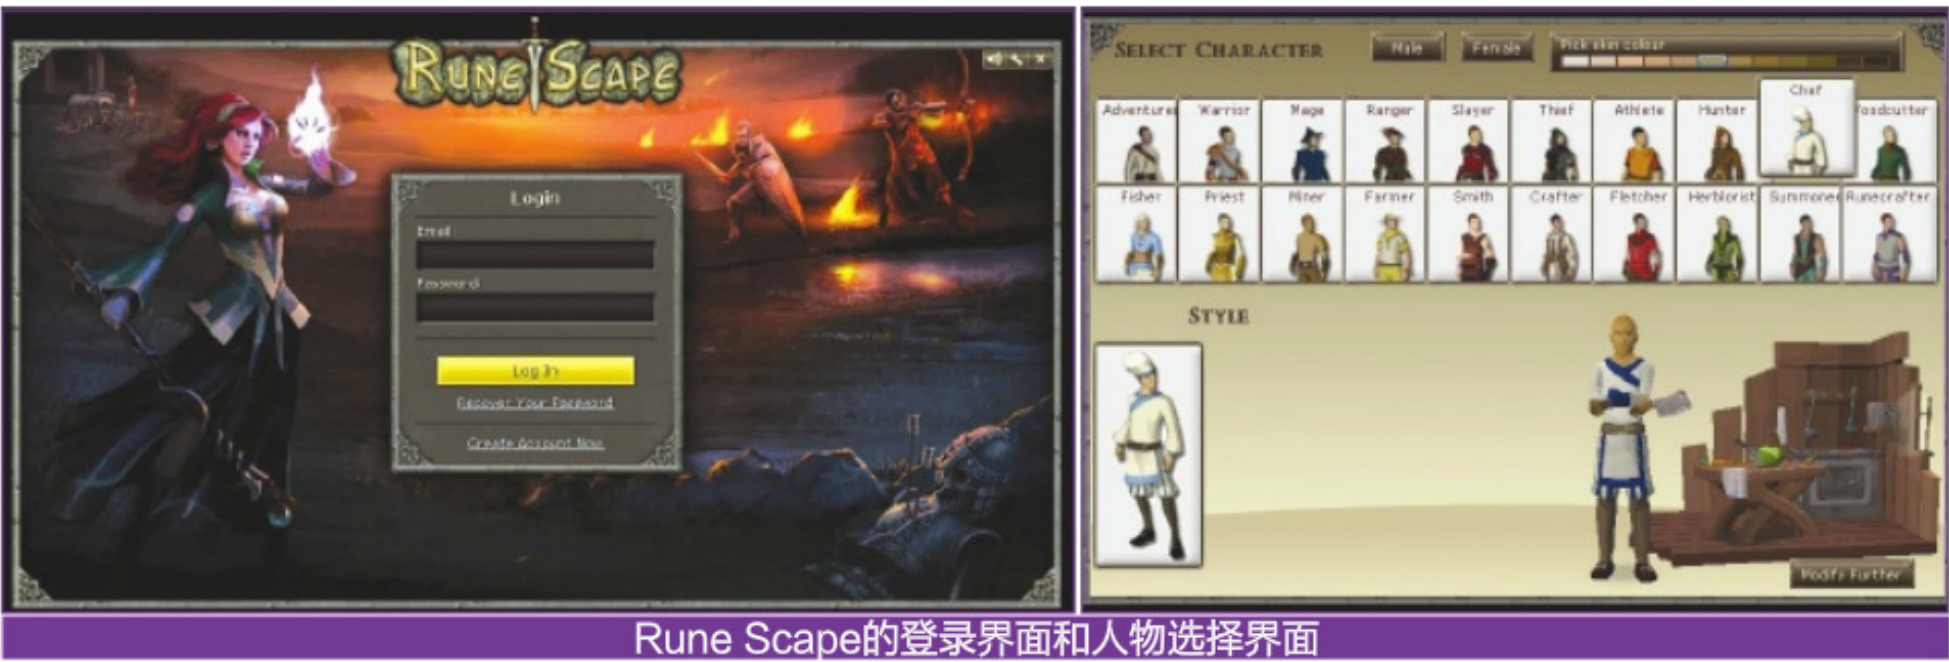 RUNE SCAPE
Login
Email
Password
Log In
Recover Your Password
Create Account Now
SELECT CHARACTER
Male
Female
Pick skin colour
Adventurer Warrior Mage Ranger Slayer Thief Athlete Hunter Chef Woodcutter
Fisher Priest Miner Farmer Smith Crafter Fletcher Herblorist Summoner Runecrafter
STYLE
Modify Further
Rune Scape的登录界面和人物选择界面